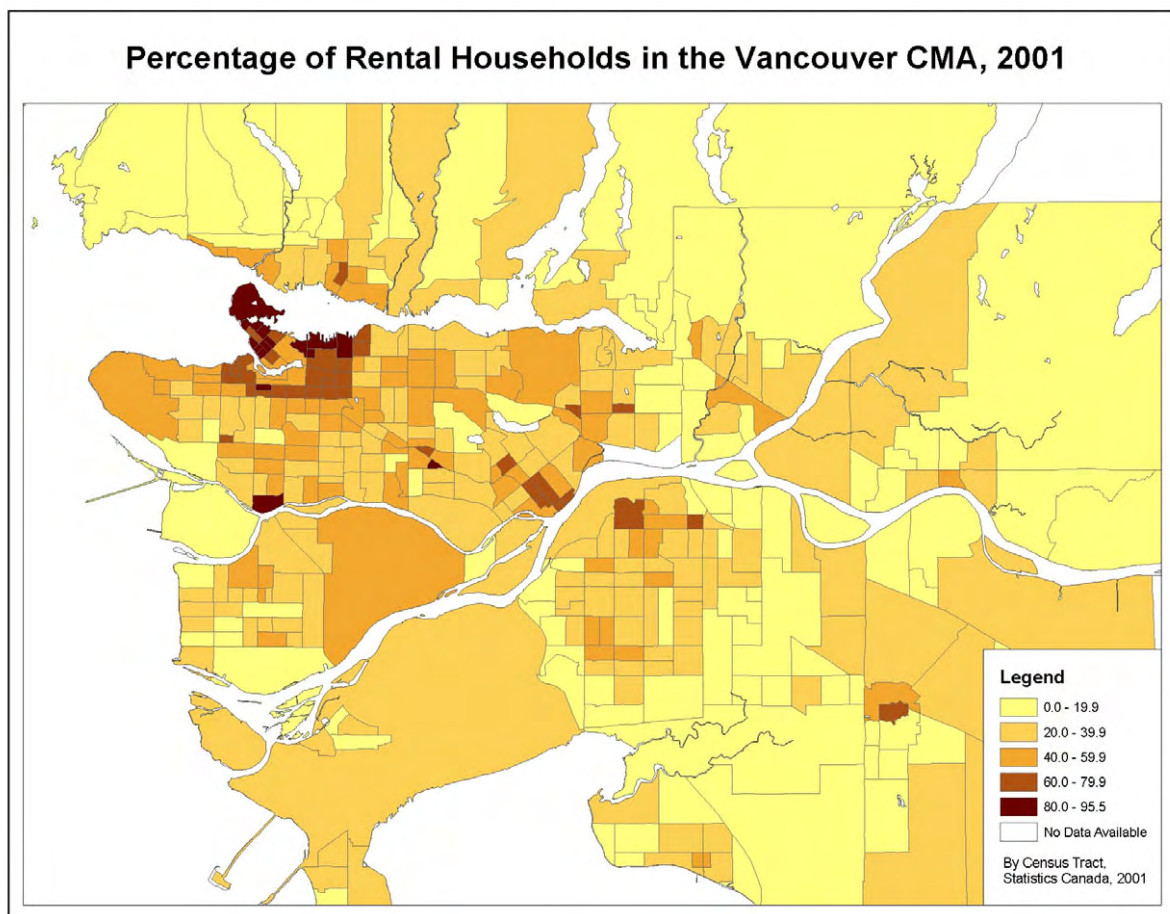 Percentage of Rental Households in the Vancouver CMA, 2001
Legend
0.0 - 19.9
20.0 - 39.9
40.0 - 59.9
60.0 - 79.9
80.0 - 95.5
No Data Available
By Census Tract,
Statistics Canada, 2001